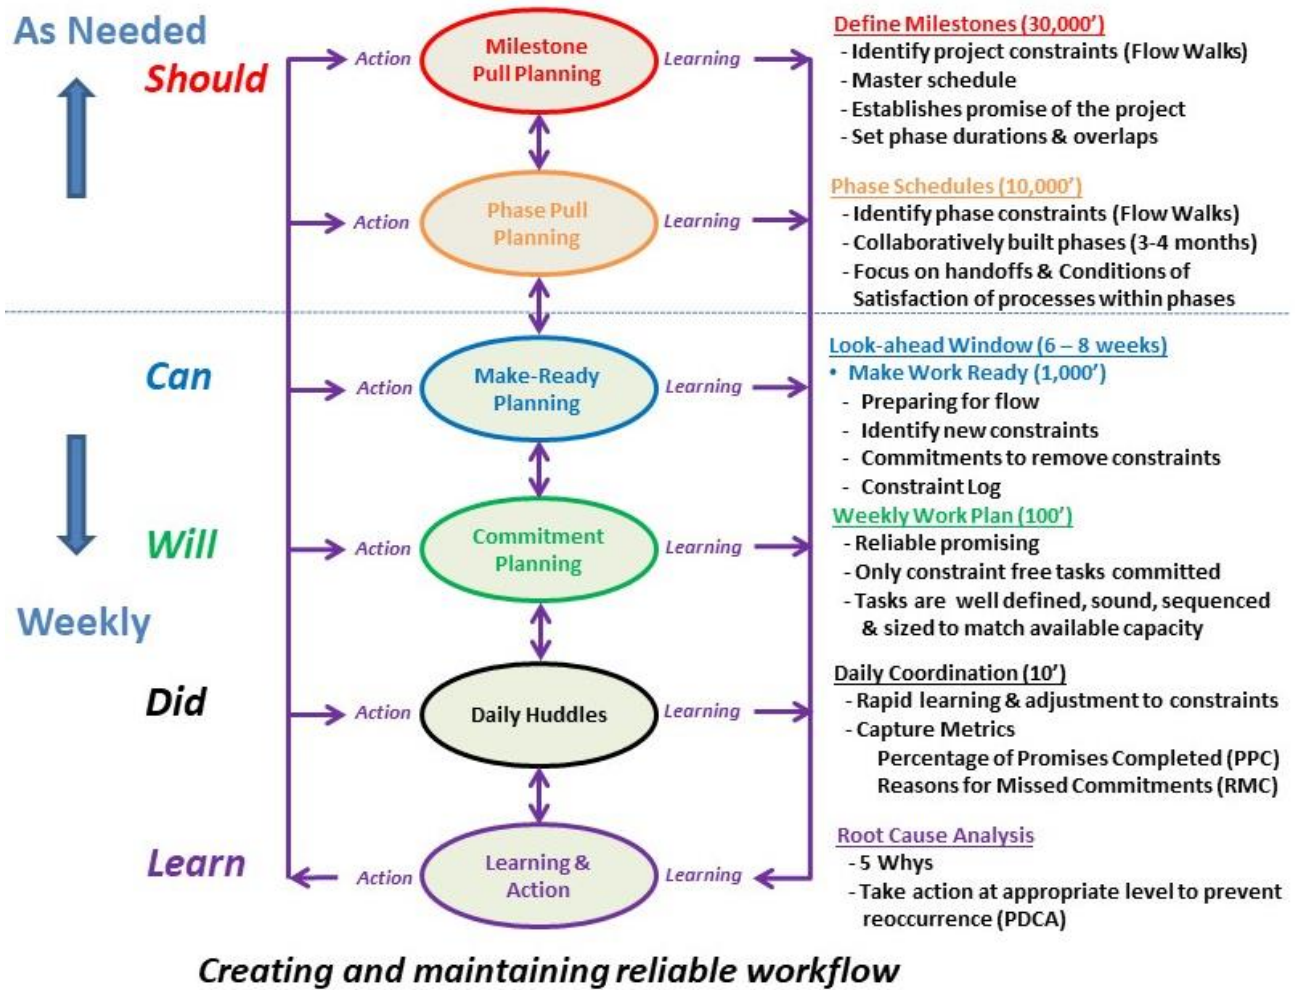 As Needed
Should
Action
Milestone
Pull Planning
Learning
Define Milestones (30,000’)
- Identify project constraints (Flow Walks)
- Master schedule
- Establishes promise of the project
- Set phase durations & overlaps
Action
Phase Pull
Planning
Learning
Phase Schedules (10,000’)
- Identify phase constraints (Flow Walks)
- Collaboratively built phases (3-4 months)
- Focus on handoffs & Conditions of
Satisfaction of processes within phases
Can
Action
Make-Ready
Planning
Learning
Look-ahead Window (6 – 8 weeks)
• Make Work Ready (1,000’)
- Preparing for flow
- Identify new constraints
- Commitments to remove constraints
- Constraint Log
Will
Action
Commitment
Planning
Learning
Weekly Work Plan (100’)
- Reliable promising
- Only constraint free tasks committed
- Tasks are well defined, sound, sequenced
& sized to match available capacity
Weekly
Did
Action
Daily Huddles
Learning
Daily Coordination (10’)
- Rapid learning & adjustment to constraints
- Capture Metrics
Percentage of Promises Completed (PPC)
Reasons for Missed Commitments (RMC)
Learn
Action
Learning &
Action
Learning
Root Cause Analysis
- 5 Whys
- Take action at appropriate level to prevent
reoccurrence (PDCA)
Creating and maintaining reliable workflow